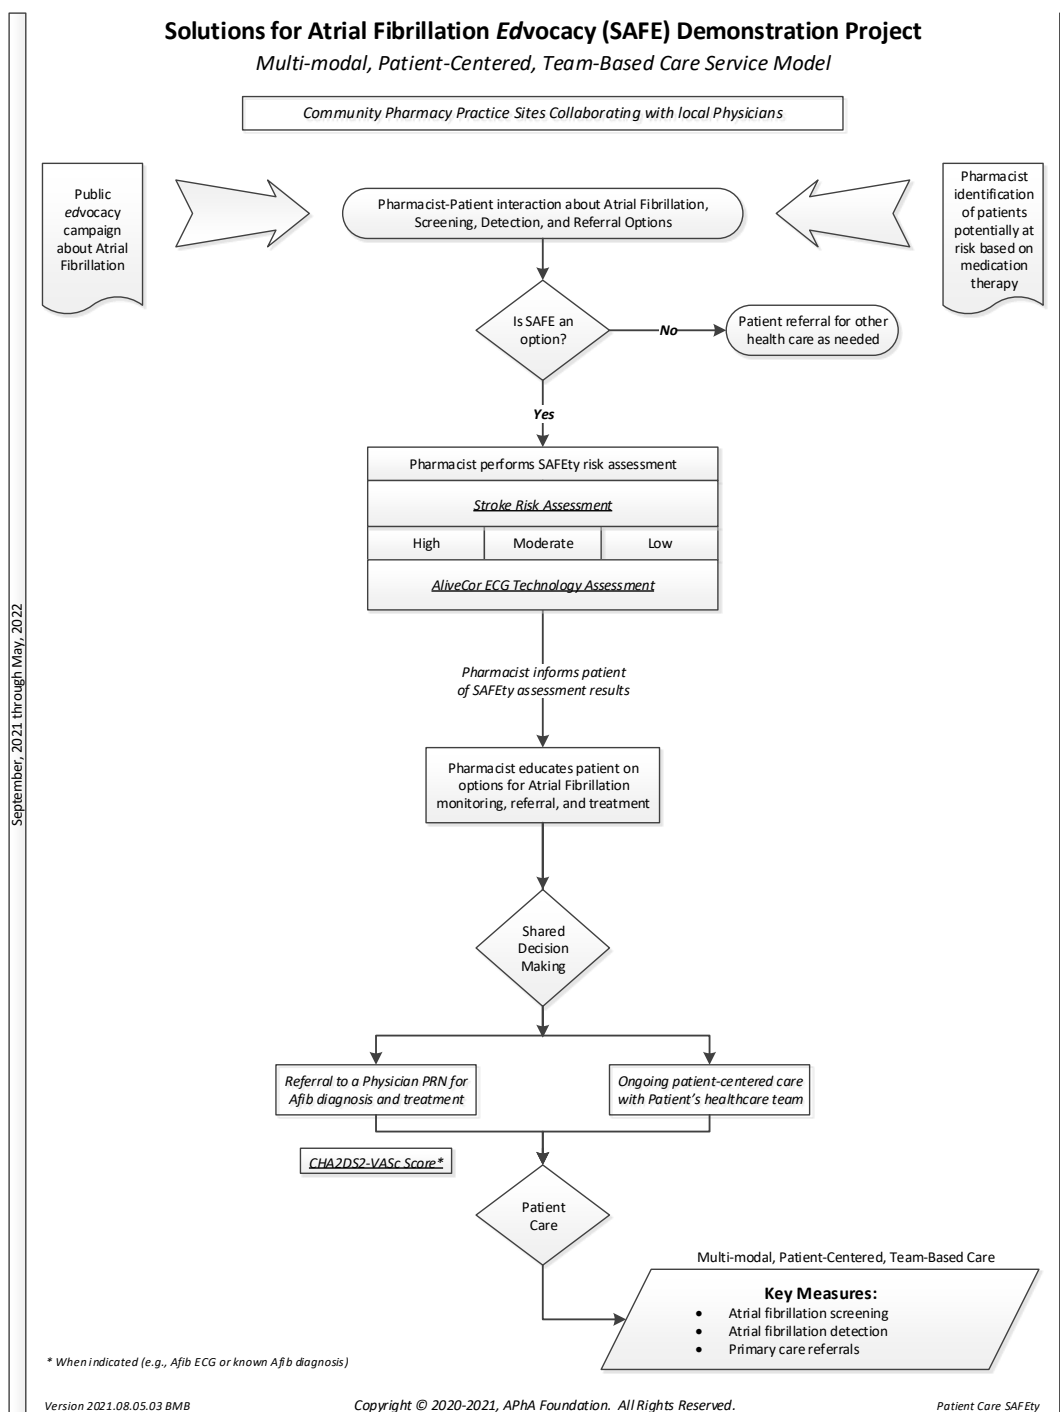 Solutions for Atrial Fibrillation Edvocacy (SAFE) Demonstration Project
Multi-modal, Patient-Centered, Team-Based Care Service Model
Community Pharmacy Practice Sites Collaborating with local Physicians
Public
edvocacy
campaign
about Atrial
Fibrillation
Pharmacist-Patient interaction about Atrial Fibrillation,
Screening, Detection, and Referral Options
Pharmacist
identification
of patients
potentially at
risk based on
medication
therapy
Is SAFE an
option?
No
Patient referral for other
health care as needed
Yes
Pharmacist performs SAFEty risk assessment
Stroke Risk Assessment
High Moderate Low
AliveCor ECG Technology Assessment
September, 2021 through May, 2022
Pharmacist informs patient
of SAFEty assessment results
Pharmacist educates patient on
options for Atrial Fibrillation
monitoring, referral, and treatment
Shared
Decision
Making
Referral to a Physician PRN for
Afib diagnosis and treatment
Ongoing patient-centered care
with Patient's healthcare team
CHA2DS2-VASc Score*
Patient
Care
Multi-modal, Patient-Centered, Team-Based Care
Key Measures:
• Atrial fibrillation screening
• Atrial fibrillation detection
• Primary care referrals
* When indicated (e.g., Afib ECG or known Afib diagnosis)
Version 2021.08.05.03 BMB Copyright © 2020-2021, APhA Foundation. All Rights Reserved. Patient Care SAFEty